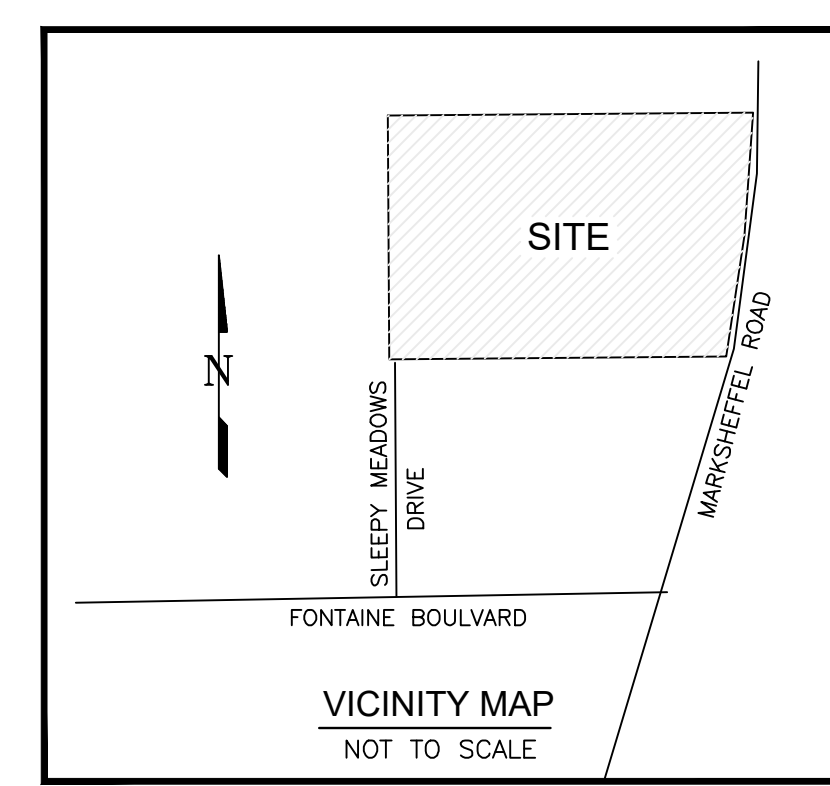 SITE
N
SLEEPY MEADOWS
DRIVE
MARKSHEFFEL ROAD
FONTAINE BOULVARD
VICINITY MAP
NOT TO SCALE